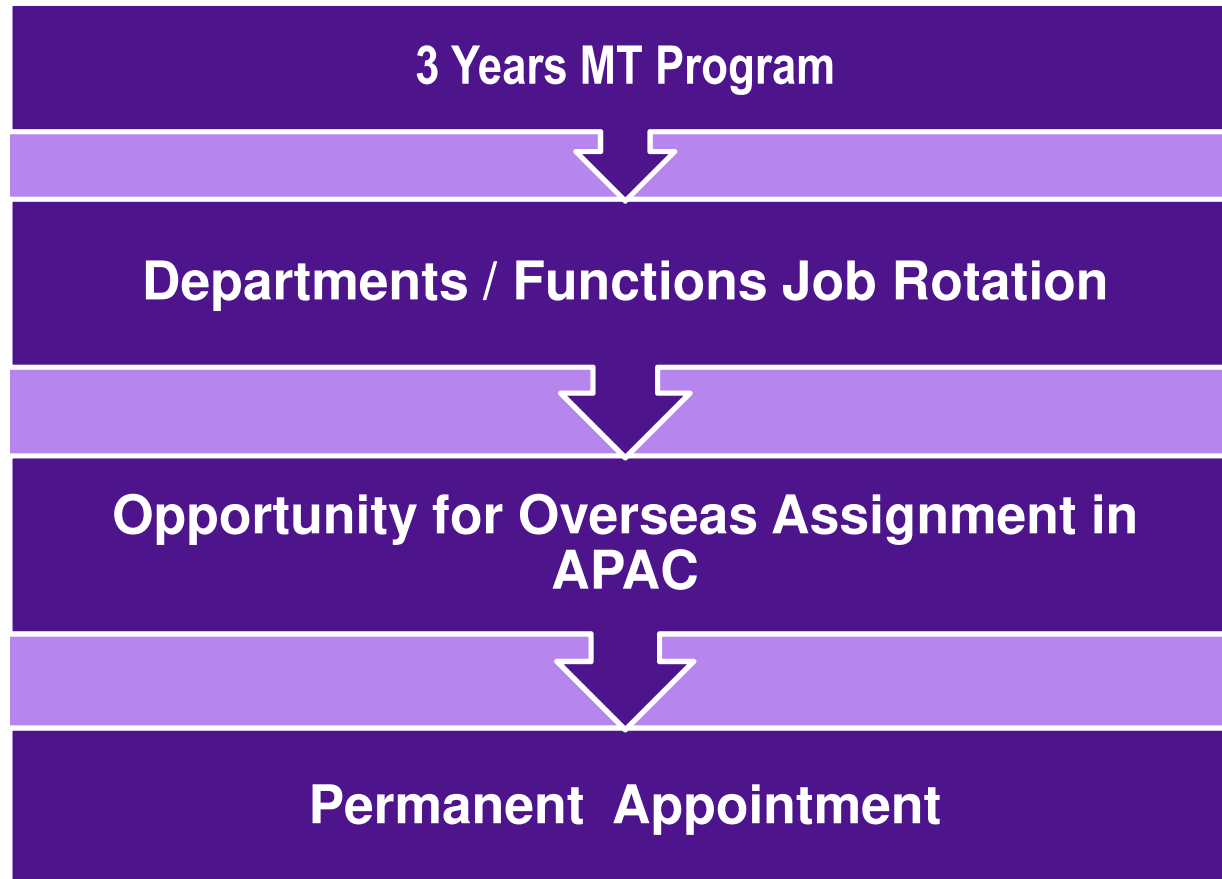 3 Years MT Program
Departments / Functions Job Rotation
Opportunity for Overseas Assignment in
APAC
Permanent  Appointment